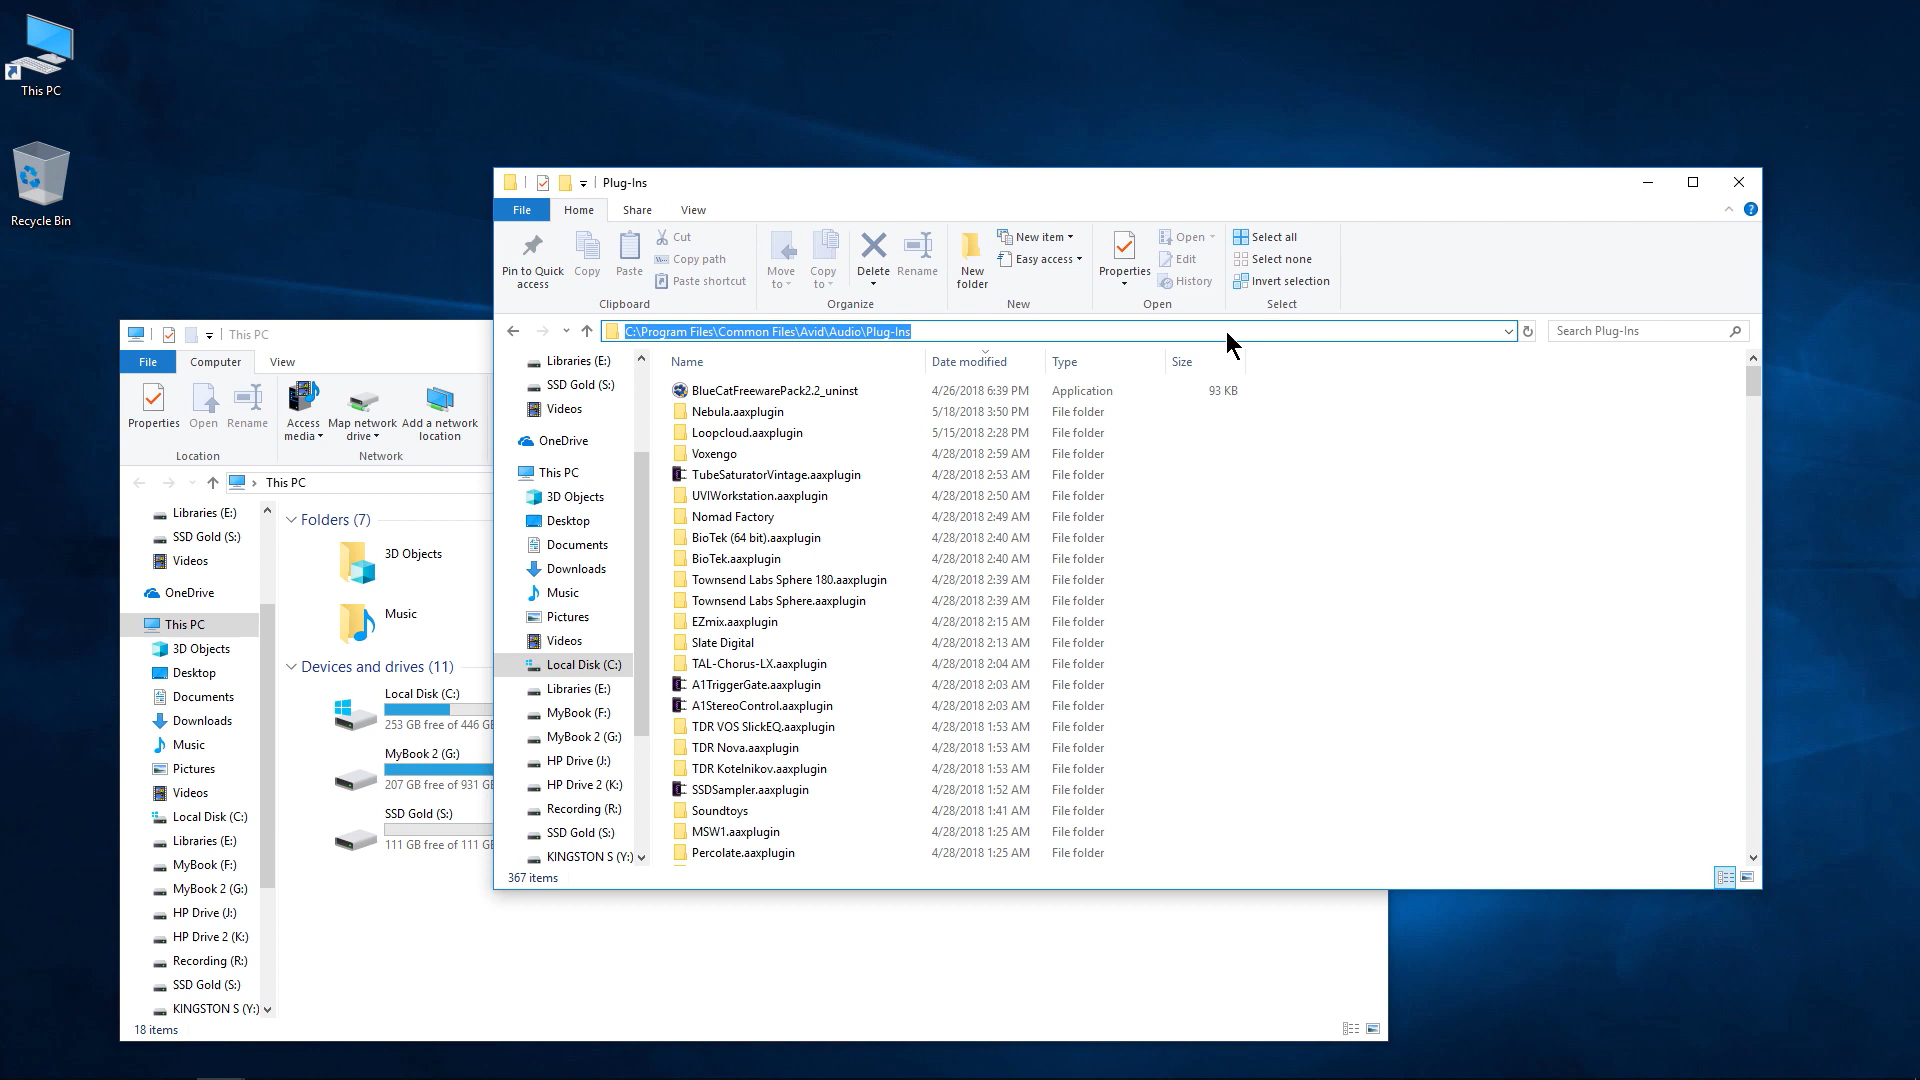 This PC
Recycle Bin
Plug-Ins
File Home Share View
Pin to Quick access
Copy
Paste
Cut
Copy path
Paste shortcut
Clipboard
Move to
Copy to
Delete
Rename
Organize
New folder
New item
Easy access
New
Properties
Open
Edit
History
Open
Select all
Select none
Invert selection
Select
C:\Program Files\Common Files\Avid\Audio\Plug-Ins
Search Plug-Ins
Libraries (E:)
SSD Gold (S:)
Videos
OneDrive
This PC
3D Objects
Desktop
Documents
Downloads
Music
Pictures
Videos
Local Disk (C:)
Libraries (E:)
MyBook (F:)
MyBook 2 (G:)
HP Drive (J:)
HP Drive 2 (K:)
Recording (R:)
SSD Gold (S:)
KINGSTON S (Y:)
Name Date modified Type Size
BlueCatFreewarePack2.2_uninst 4/26/2018 6:39 PM Application 93 KB
Nebula.aaxplugin 5/18/2018 3:50 PM File folder
Loopcloud.aaxplugin 5/15/2018 2:28 PM File folder
Voxengo 4/28/2018 2:59 AM File folder
TubeSaturatorVintage.aaxplugin 4/28/2018 2:53 AM File folder
UVIWorkstation.aaxplugin 4/28/2018 2:50 AM File folder
Nomad Factory 4/28/2018 2:49 AM File folder
BioTek (64 bit).aaxplugin 4/28/2018 2:40 AM File folder
BioTek.aaxplugin 4/28/2018 2:40 AM File folder
Townsend Labs Sphere 180.aaxplugin 4/28/2018 2:39 AM File folder
Townsend Labs Sphere.aaxplugin 4/28/2018 2:39 AM File folder
EZmix.aaxplugin 4/28/2018 2:15 AM File folder
Slate Digital 4/28/2018 2:13 AM File folder
TAL-Chorus-LX.aaxplugin 4/28/2018 2:04 AM File folder
A1TriggerGate.aaxplugin 4/28/2018 2:03 AM File folder
A1StereoControl.aaxplugin 4/28/2018 2:03 AM File folder
TDR VOS SlickEQ.aaxplugin 4/28/2018 1:53 AM File folder
TDR Nova.aaxplugin 4/28/2018 1:53 AM File folder
TDR Kotelnikov.aaxplugin 4/28/2018 1:53 AM File folder
SSDSampler.aaxplugin 4/28/2018 1:52 AM File folder
Soundtoys 4/28/2018 1:41 AM File folder
MSW1.aaxplugin 4/28/2018 1:25 AM File folder
Percolate.aaxplugin 4/28/2018 1:25 AM File folder
367 items
This PC
File Computer View
Properties
Open
Rename
Location
Access media
Map network drive
Add a network location
Network
This PC
Libraries (E:)
SSD Gold (S:)
Videos
OneDrive
This PC
3D Objects
Desktop
Documents
Downloads
Music
Pictures
Videos
Local Disk (C:)
Libraries (E:)
MyBook (F:)
MyBook 2 (G:)
HP Drive (J:)
HP Drive 2 (K:)
Recording (R:)
SSD Gold (S:)
KINGSTON S (Y:)
Folders (7)
3D Objects
Music
Devices and drives (11)
Local Disk (C:)
253 GB free of 446 GB
MyBook 2 (G:)
207 GB free of 931 G
SSD Gold (S:)
111 GB free of 111 G
18 items